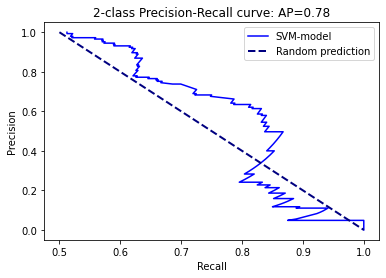 2-class Precision-Recall curve: AP=0.78
SVM-model
Random prediction
Precision
1.0
0.8
0.6
0.4
0.2
0.0
0.5 0.6 0.7 0.8 0.9 1.0
Recall